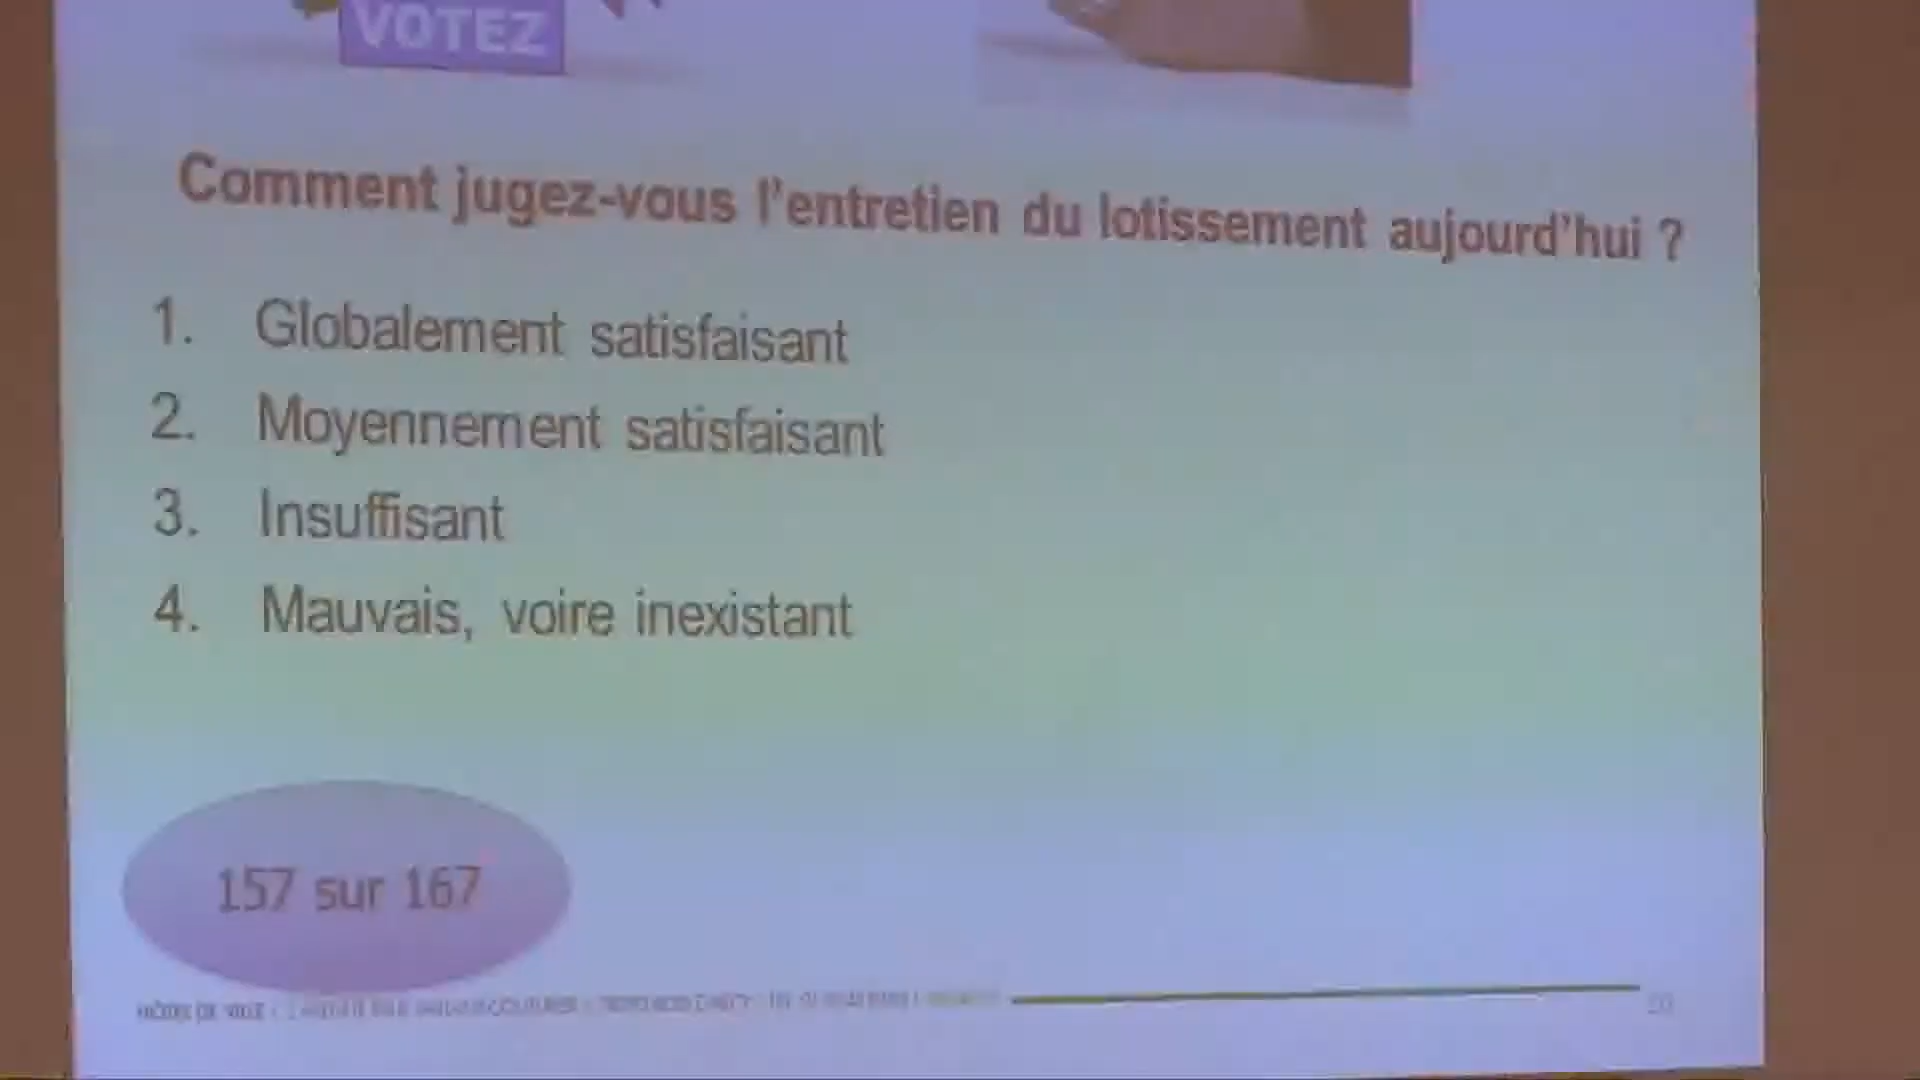 VOTEZ
Comment jugez-vous l'entretien du lotissement aujourd'hui ?
1. Globalement satisfaisant
2. Moyennement satisfaisant
3. Insuffisant
4. Mauvais, voire inexistant
157 sur 167